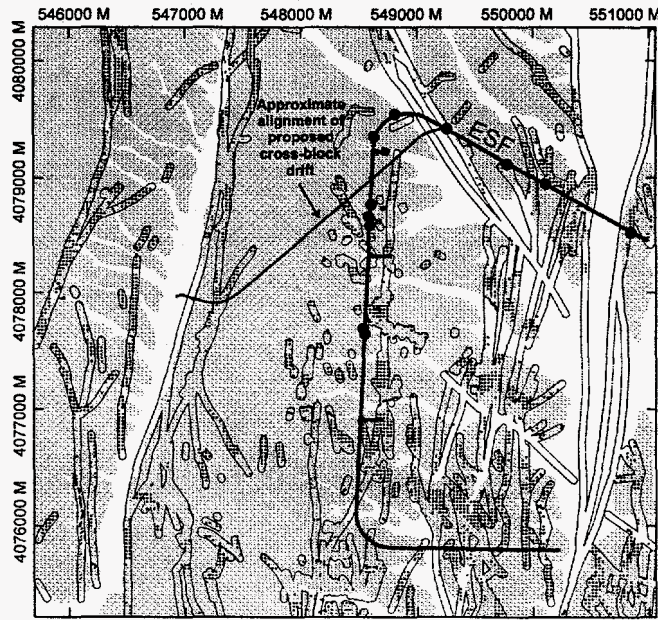 546000 M
547000 M
548000 M
549000 M
550000 M
551000 M
4080000 M
4079000 M
4078000 M
4077000 M
4076000 M
Approximate
alignment of
proposed
cross-block
drift
ESF